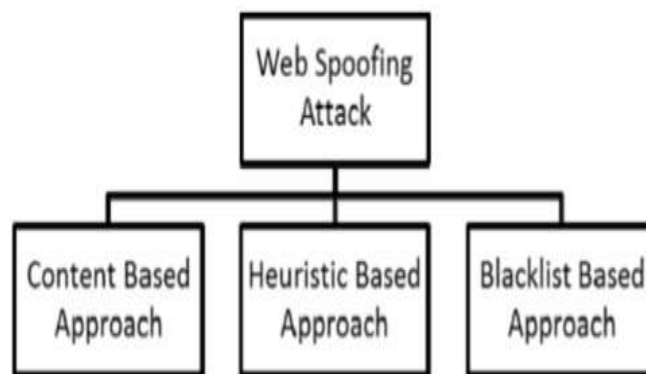 Web Spoofing
Attack
Content Based
Approach
Heuristic Based
Approach
Blacklist Based
Approach